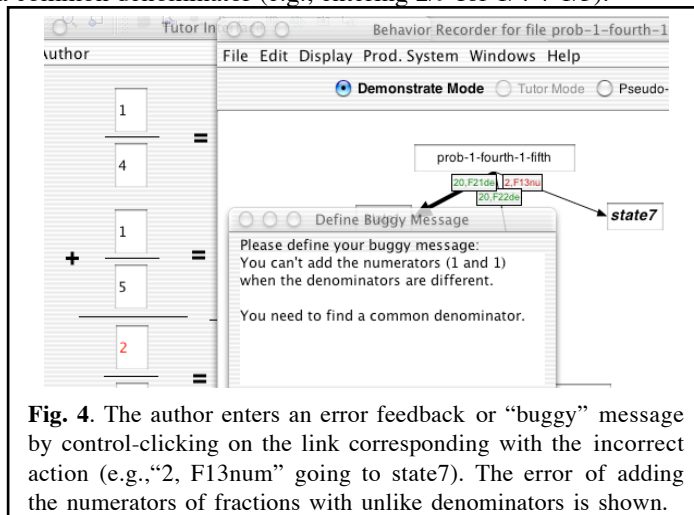 a common denominator (e.g., entering 2/9 for 1/4 + 1/5).
Tutor In
Behavior Recorder for file prob-1-fourth-1
Author
File Edit Display Prod. System Windows Help
Demonstrate Mode Tutor Mode Pseudo-
1
=
4
prob-1-fourth-1-fifth
20,F21de 2,F13nu
20,F22de
state7
Define Buggy Message
Please define your buggy message:
You can't add the numerators (1 and 1)
when the denominators are different.
You need to find a common denominator.
1
+ =
5
2
=
Fig. 4. The author enters an error feedback or “buggy” message
by control-clicking on the link corresponding with the incorrect
action (e.g.,“2, F13num” going to state7). The error of adding
the numerators of fractions with unlike denominators is shown.